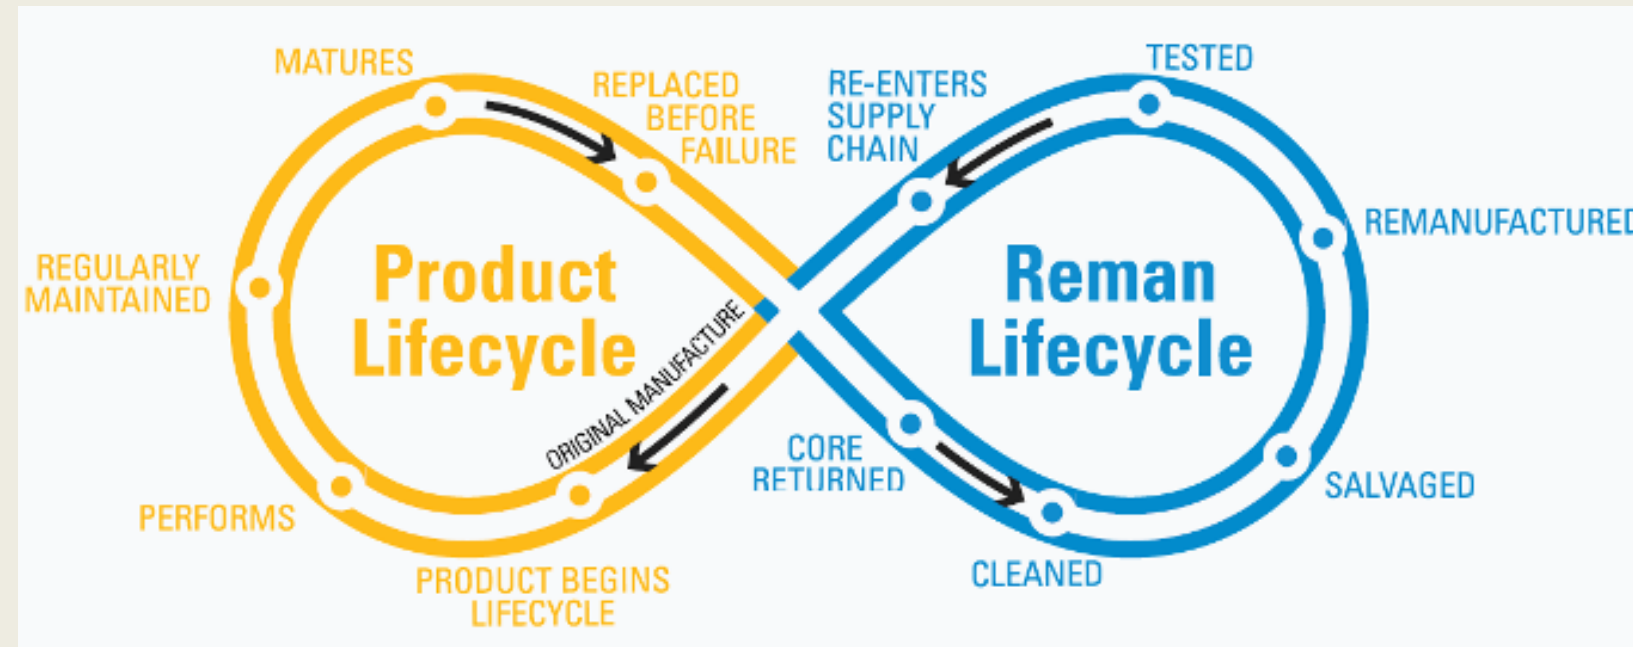 MATURES
REPLACED
BEFORE
FAILURE
RE-ENTERS
SUPPLY
CHAIN
TESTED
REMANUFACTURED
REGULARLY
MAINTAINED
Product
Lifecycle
Reman
Lifecycle
ORIGINAL MANUFACTURE
CORE
RETURNED
SALVAGED
PERFORMS
PRODUCT BEGINS
LIFECYCLE
CLEANED